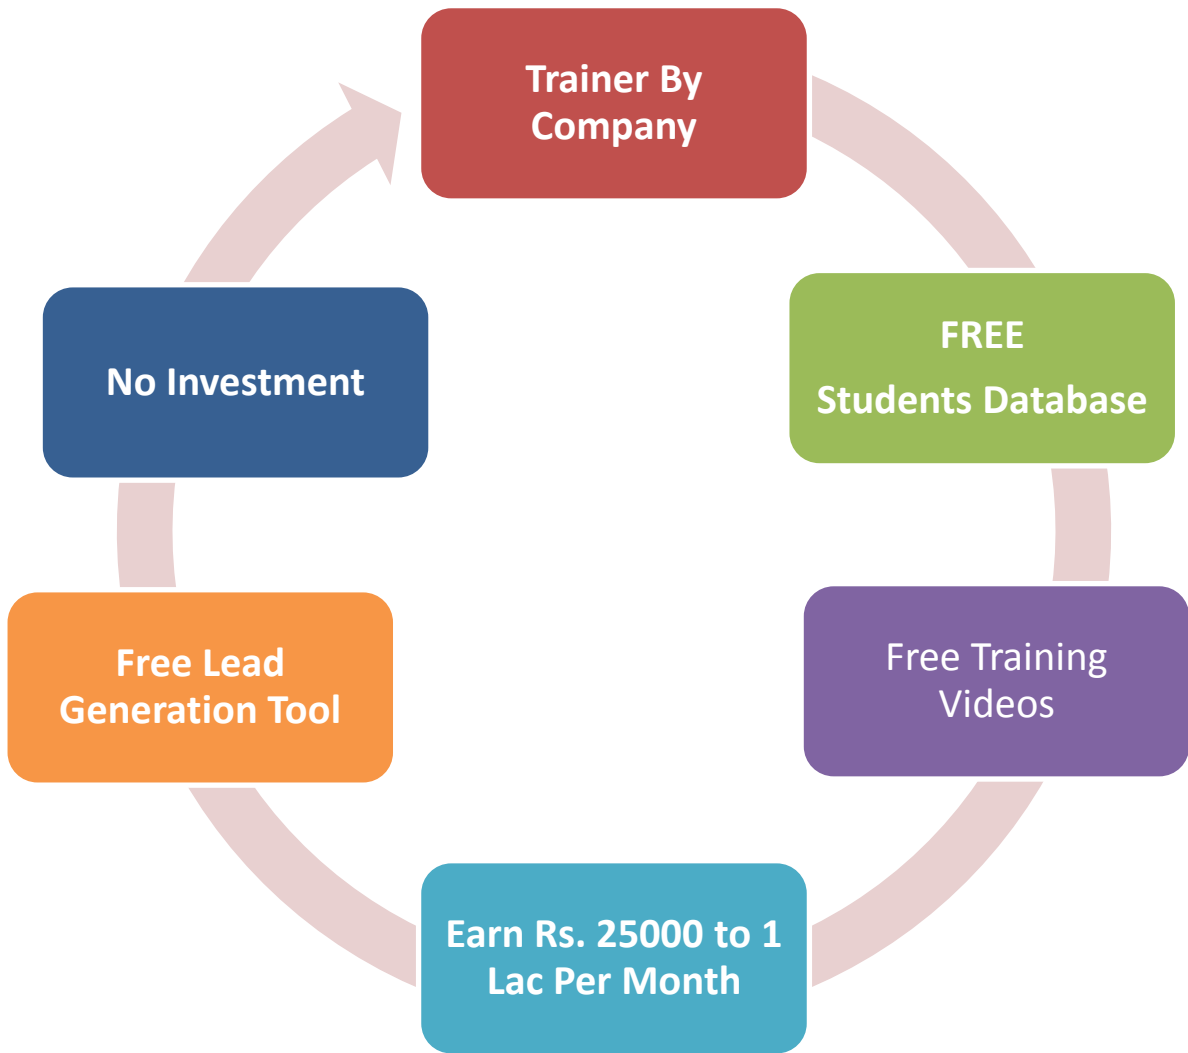 Trainer By
Company
FREE
Students Database
Free Training
Videos
Earn Rs. 25000 to 1
Lac Per Month
Free Lead
Generation Tool
No Investment